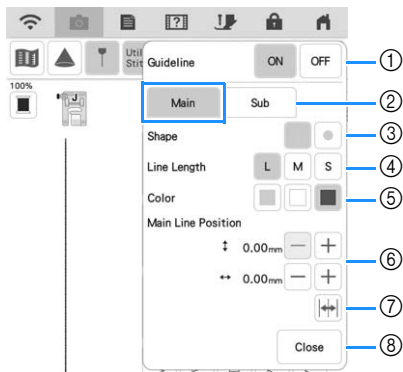 Util
Stit
100%
J
Guideline ON OFF ①
Main Sub ②
Shape ③
Line Length L M S ④
Color ⑤
Main Line Position
↕ 0.00mm − +
↔ 0.00mm − + ⑥
⑦
Close ⑧